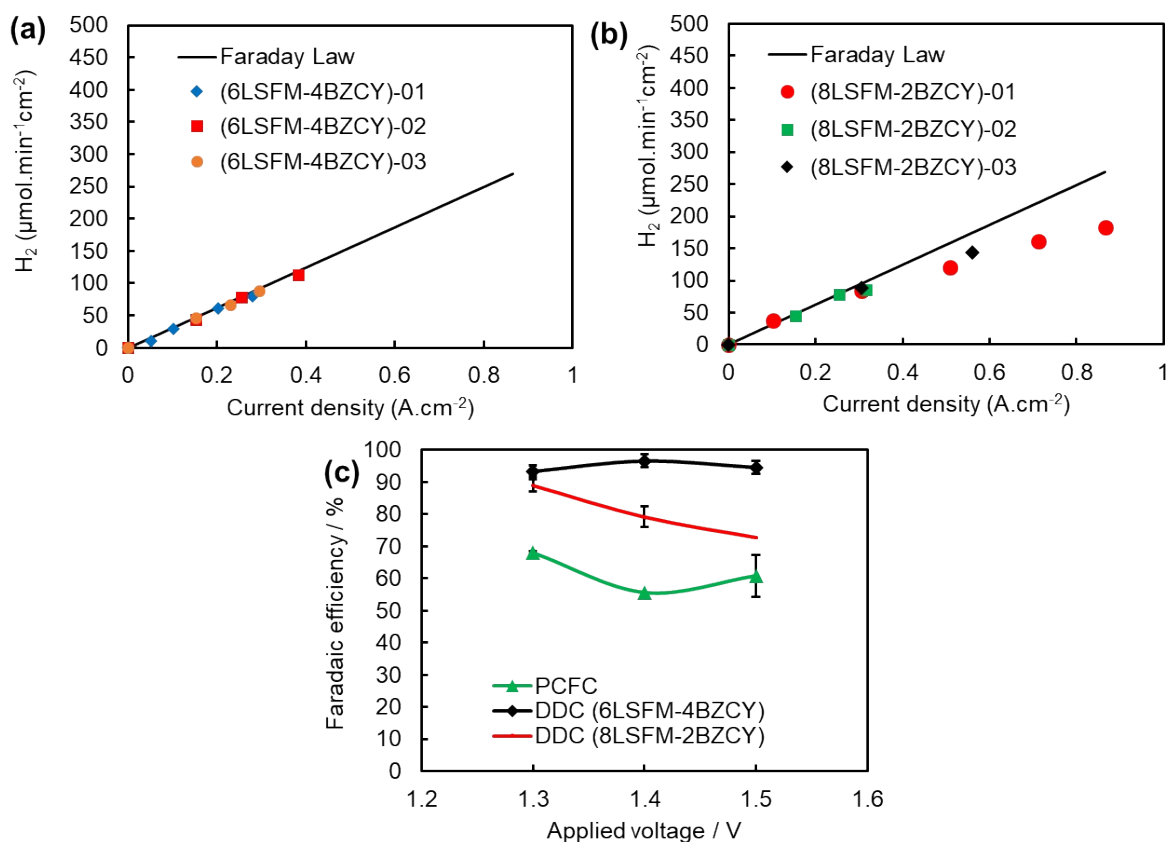 (a)
H₂ (µmol.min⁻¹cm⁻²)
500
450
400
350
300
250
200
150
100
50
0
Faraday Law
(6LSFM-4BZCY)-01
(6LSFM-4BZCY)-02
(6LSFM-4BZCY)-03
0 0.2 0.4 0.6 0.8 1
Current density (A.cm⁻²)
(b)
H₂ (µmol.min⁻¹cm⁻²)
500
450
400
350
300
250
200
150
100
50
0
Faraday Law
(8LSFM-2BZCY)-01
(8LSFM-2BZCY)-02
(8LSFM-2BZCY)-03
0 0.2 0.4 0.6 0.8 1
Current density (A.cm⁻²)
(c)
Faradaic efficiency / %
100
90
80
70
60
50
40
30
20
10
0
PCFC
DDC (6LSFM-4BZCY)
DDC (8LSFM-2BZCY)
1.2 1.3 1.4 1.5 1.6
Applied voltage / V